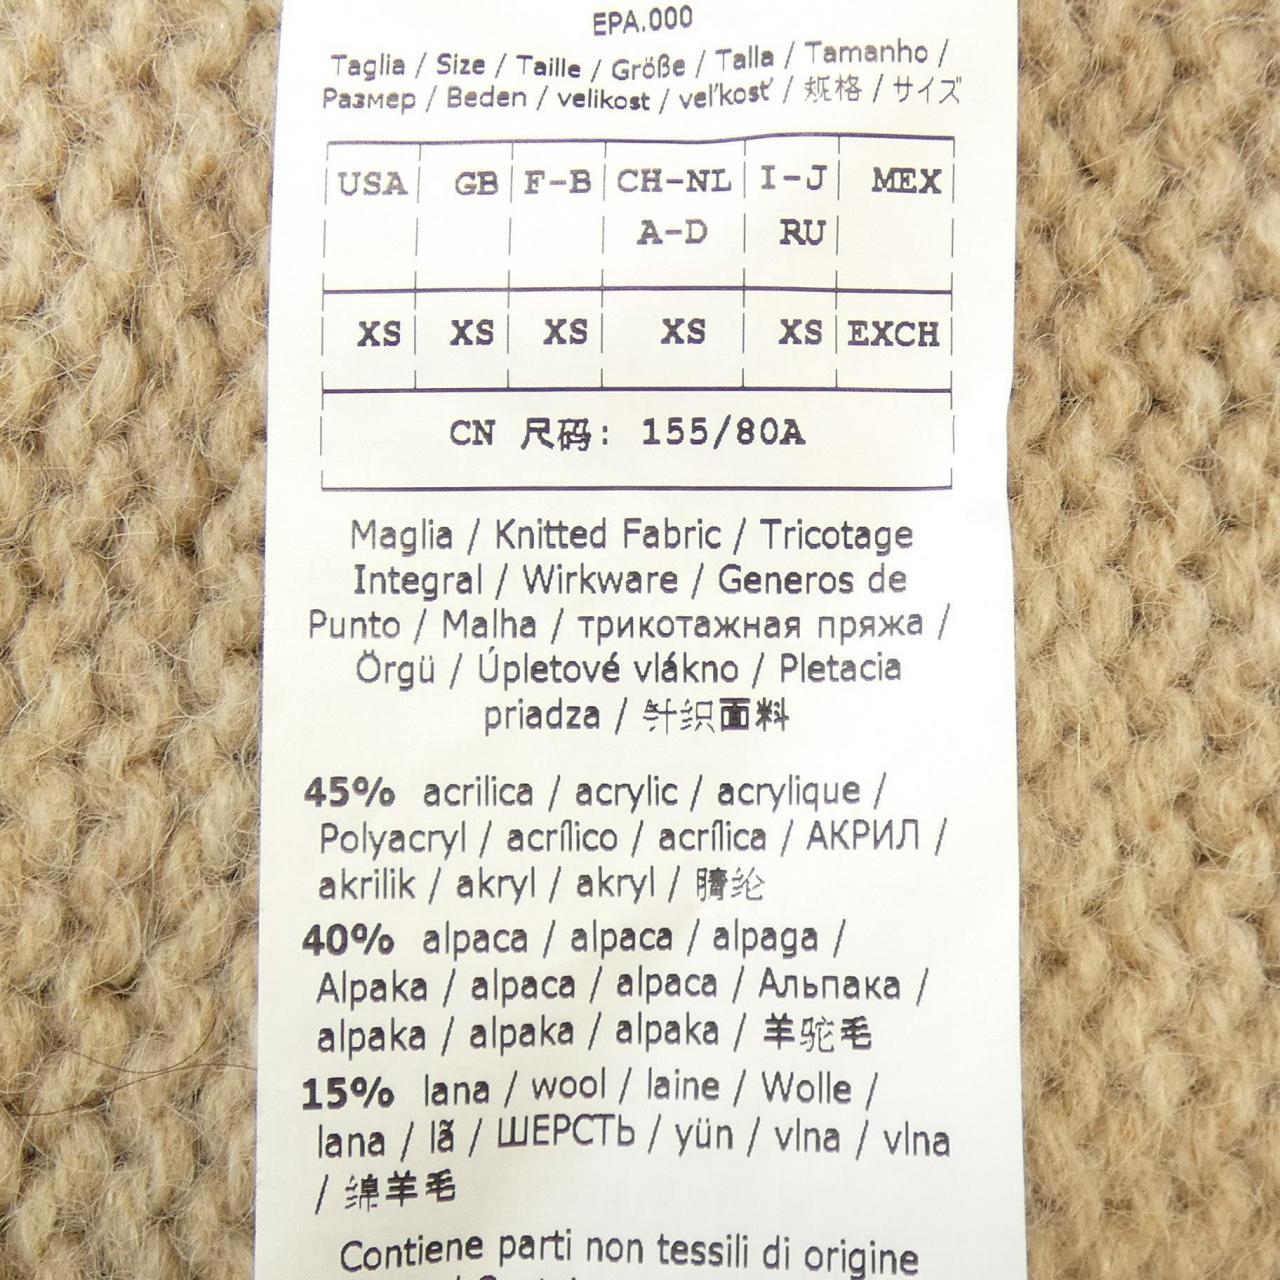 EPA.000
Taglia / Size / Taille / Größe / Talla / Tamanho /
Размер / Beden / velikost / veľkosť / 规格 / サイズ
USA GB F-B CH-NL I-J MEX
A-D RU
XS XS XS XS XS EXCH
CN 尺码: 155/80A
Maglia / Knitted Fabric / Tricotage
Integral / Wirkware / Generos de
Punto / Malha / трикотажная пряжа /
Örgü / Úpletové vlákno / Pletacia
priadza / 针织面料
45% acrilica / acrylic / acrylique /
Polyacryl / acrílico / acrílica / АКРИЛ /
akrilik / akryl / akryl / 腈纶
40% alpaca / alpaca / alpaga /
Alpaka / alpaca / alpaca / Альпака /
alpaka / alpaka / alpaka / 羊驼毛
15% lana / wool / laine / Wolle /
lana / lã / ШЕРСТЬ / yün / vlna / vlna
/ 绵羊毛
Contiene parti non tessili di origine